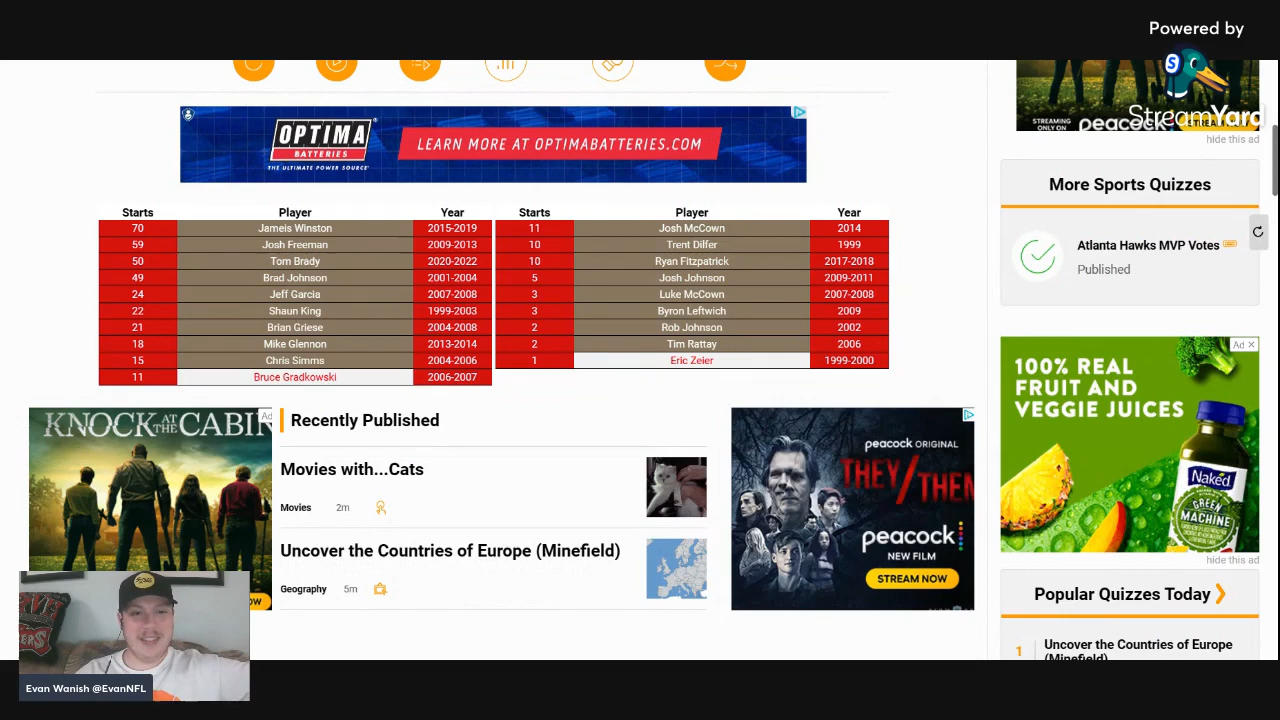 Powered by
StreamYard
STREAMING
ONLY ON
peacock
hide this ad
OPTIMA
BATTERIES
THE ULTIMATE POWER SOURCE
LEARN MORE AT OPTIMABATTERIES.COM
More Sports Quizzes
Atlanta Hawks MVP Votes
Published
Starts Player Year Starts Player Year
70 Jameis Winston 2015-2019 11 Josh McCown 2014
59 Josh Freeman 2009-2013 10 Trent Dilfer 1999
50 Tom Brady 2020-2022 10 Ryan Fitzpatrick 2017-2018
49 Brad Johnson 2001-2004 5 Josh Johnson 2009-2011
24 Jeff Garcia 2007-2008 3 Luke McCown 2007-2008
22 Shaun King 1999-2003 3 Byron Leftwich 2009
21 Brian Griese 2004-2008 2 Rob Johnson 2002
18 Mike Glennon 2013-2014 2 Tim Rattay 2006
15 Chris Simms 2004-2006 1 Eric Zeier 1999-2000
11 Bruce Gradkowski 2006-2007
KNOCK AT THE CABIN
Ad
Recently Published
Movies with...Cats
Movies 2m
Uncover the Countries of Europe (Minefield)
Geography 5m
peacock ORIGINAL
THEY/THEM
peacock
NEW FILM
STREAM NOW
Ad
100% REAL
FRUIT AND
VEGGIE JUICES
Naked
GREEN
MACHINE
hide this ad
Popular Quizzes Today
1 Uncover the Countries of Europe
(Minefield)
Evan Wanish @EvanNFL